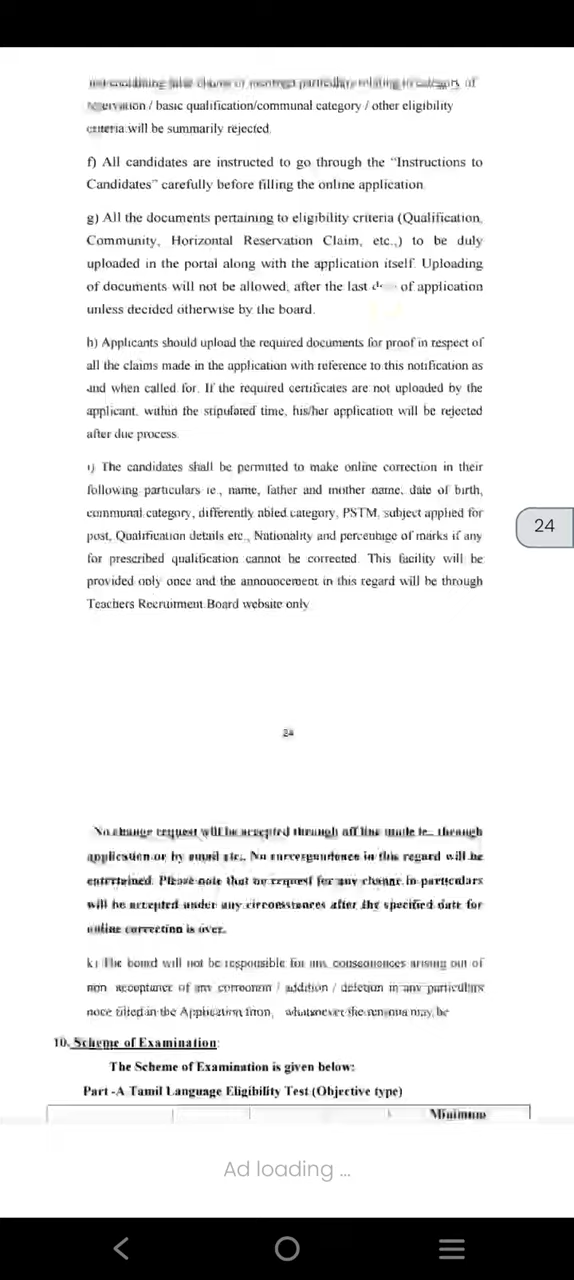 reservation / basic qualification/communal category / other eligibility
criteria will be summarily rejected.
f) All candidates are instructed to go through the “Instructions to
Candidates” carefully before filling the online application.
g) All the documents pertaining to eligibility criteria (Qualification,
Community, Horizontal Reservation Claim, etc.,) to be duly
uploaded in the portal along with the application itself. Uploading
of documents will not be allowed, after the last of application
unless decided otherwise by the board.
h) Applicants should upload the required documents for proof in respect of
all the claims made in the application with reference to this notification as
and when called for. If the required certificates are not uploaded by the
applicant, within the stipulated time, his/her application will be rejected
after due process.
i) The candidates shall be permitted to make online correction in their
following particulars ie., name, father and mother name, date of birth,
communal category, differently abled category, PSTM, subject applied for
post, Qualification details etc., Nationality and percentage of marks if any
for prescribed qualification cannot be corrected. This facility will be
provided only once and the announcement in this regard will be through
Teachers Recruitment Board website only
24
24
No change request will be accepted through off line mode ie., through
application or by email etc., No correspondence in this regard will be
entertained. Please note that no request for any change in particulars
will be accepted under any circumstances after the specified date for
online correction is over.
k) The board will not be responsible for any consequences arising out of
non acceptance of any correction / addition / deletion in any particulars
once filled in the Application whatsoever the reasons may be
10. Scheme of Examination:
The Scheme of Examination is given below:
Part -A Tamil Language Eligibility Test (Objective type)
Minimum
Ad loading ...